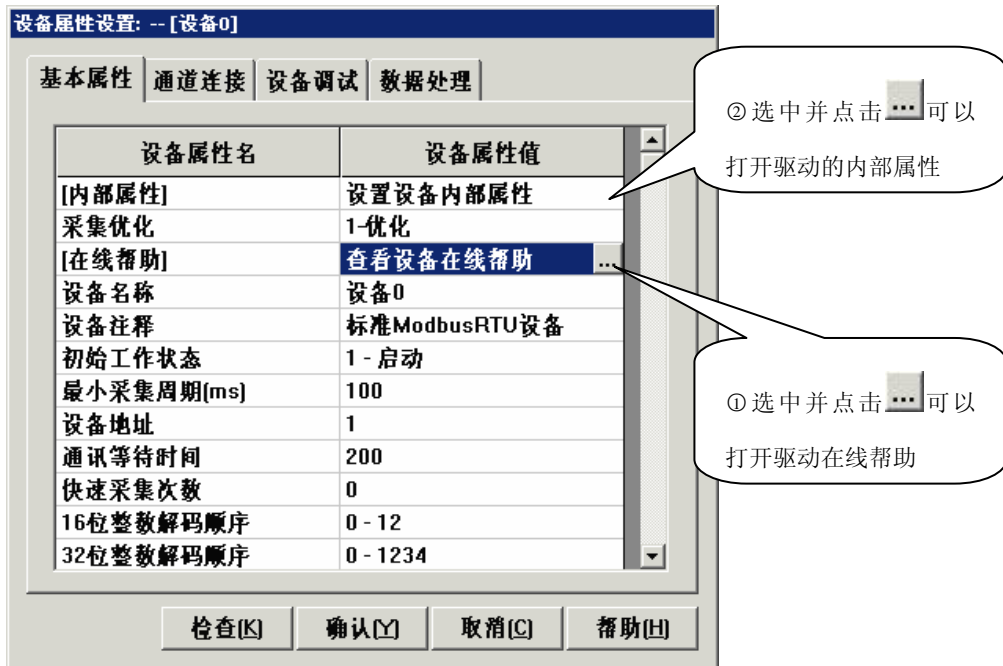 设备属性设置: -- [设备0]
基本属性 通道连接 设备调试 数据处理
设备属性名 设备属性值
[内部属性] 设置设备内部属性
采集优化 1-优化
[在线帮助] 查看设备在线帮助 ...
设备名称 设备0
设备注释 标准ModbusRTU设备
初始工作状态 1 - 启动
最小采集周期(ms) 100
设备地址 1
通讯等待时间 200
快速采集次数 0
16位整数解码顺序 0 - 12
32位整数解码顺序 0 - 1234
检查(K) 确认(Y) 取消(C) 帮助(H)
②选中并点击 ... 可以
打开驱动的内部属性
①选中并点击 ... 可以
打开驱动在线帮助